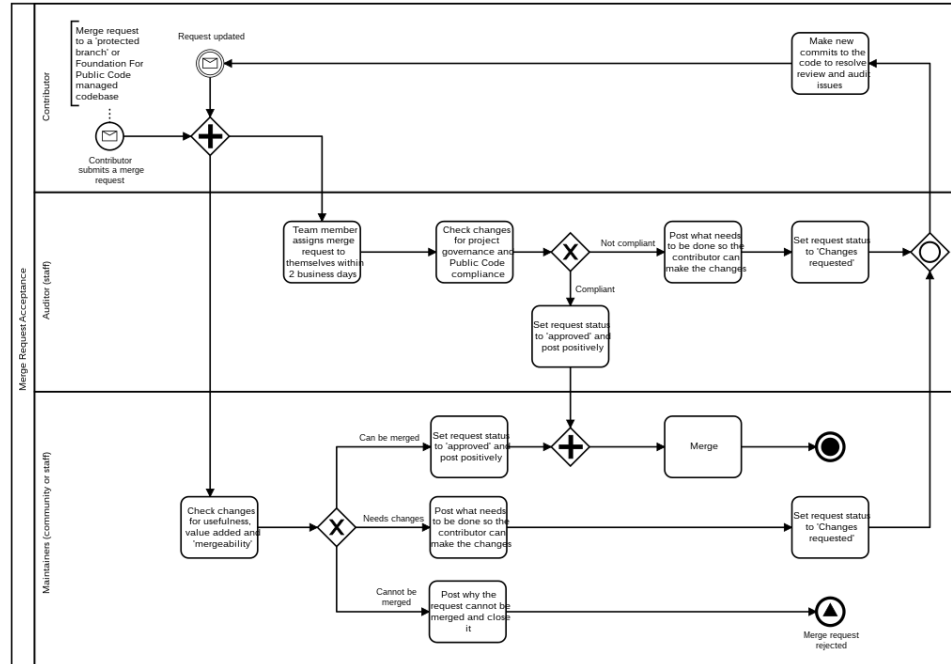 Merge Request Acceptance
Contributor
Merge request
to a 'protected
branch' or
Foundation For
Public Code
managed
codebase
Contributor
submits a merge
request
Request updated
Make new
commits to the
code to resolve
review and audit
issues
Auditor (staff)
Team member
assigns merge
request to
themselves within
2 business days
Check changes
for project
governance and
Public Code
compliance
X
Not compliant
Compliant
Post what needs
to be done so the
contributor can
make the changes
Set request status
to 'Changes
requested'
Set request status
to 'approved' and
post positively
Maintainers (community or staff)
Check changes
for usefulness,
value added and
'mergeability'
X
Can be merged
Set request status
to 'approved' and
post positively
Merge
Needs changes
Post what needs
to be done so the
contributor can
make the changes
Set request status
to 'Changes
requested'
Cannot be
merged
Post why the
request cannot be
merged and close
it
Merge request
rejected